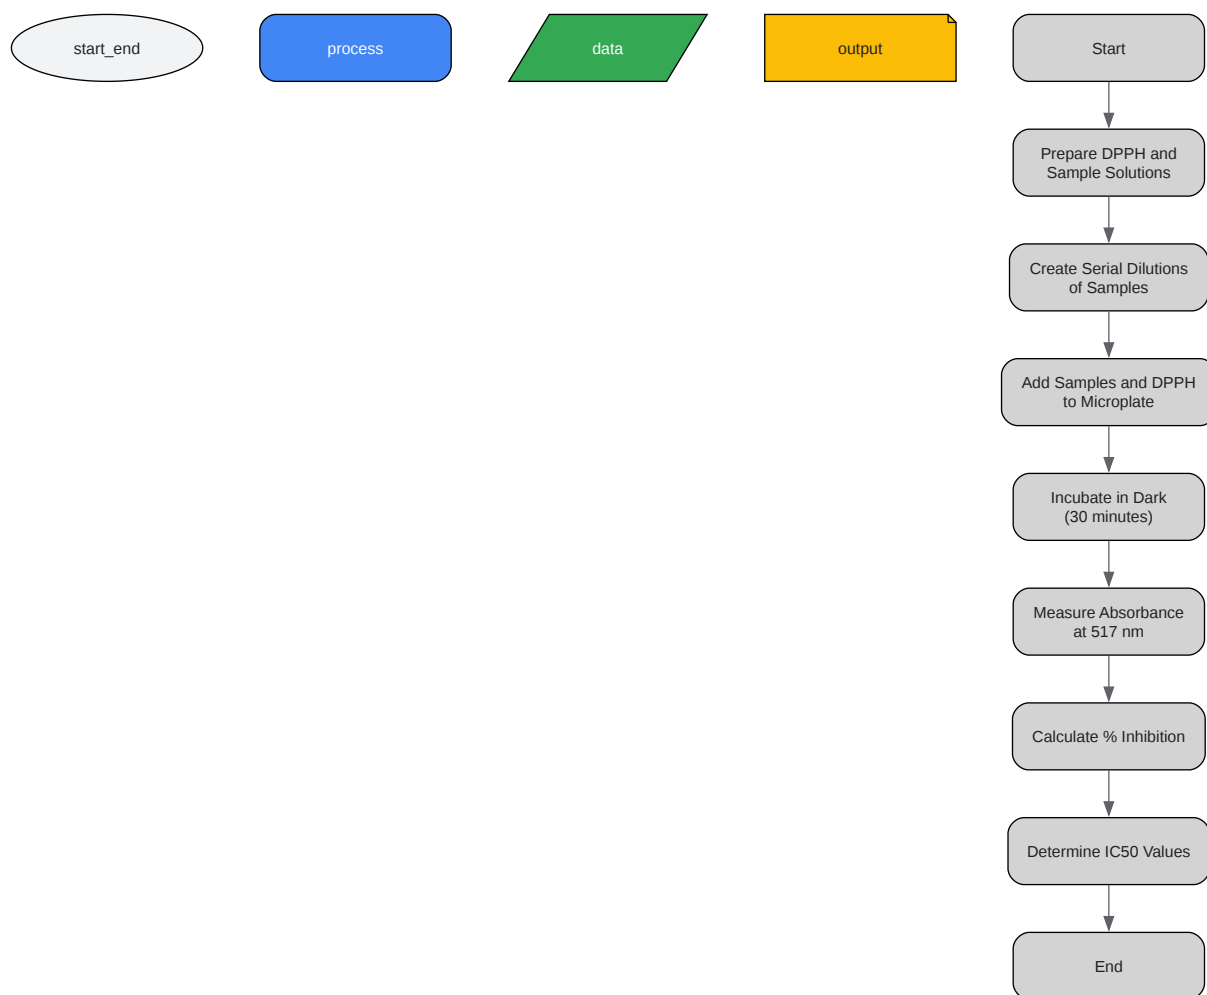 start_end
process
data
output
Start
Prepare DPPH and
Sample Solutions
Create Serial Dilutions
of Samples
Add Samples and DPPH
to Microplate
Incubate in Dark
(30 minutes)
Measure Absorbance
at 517 nm
Calculate % Inhibition
Determine IC50 Values
End